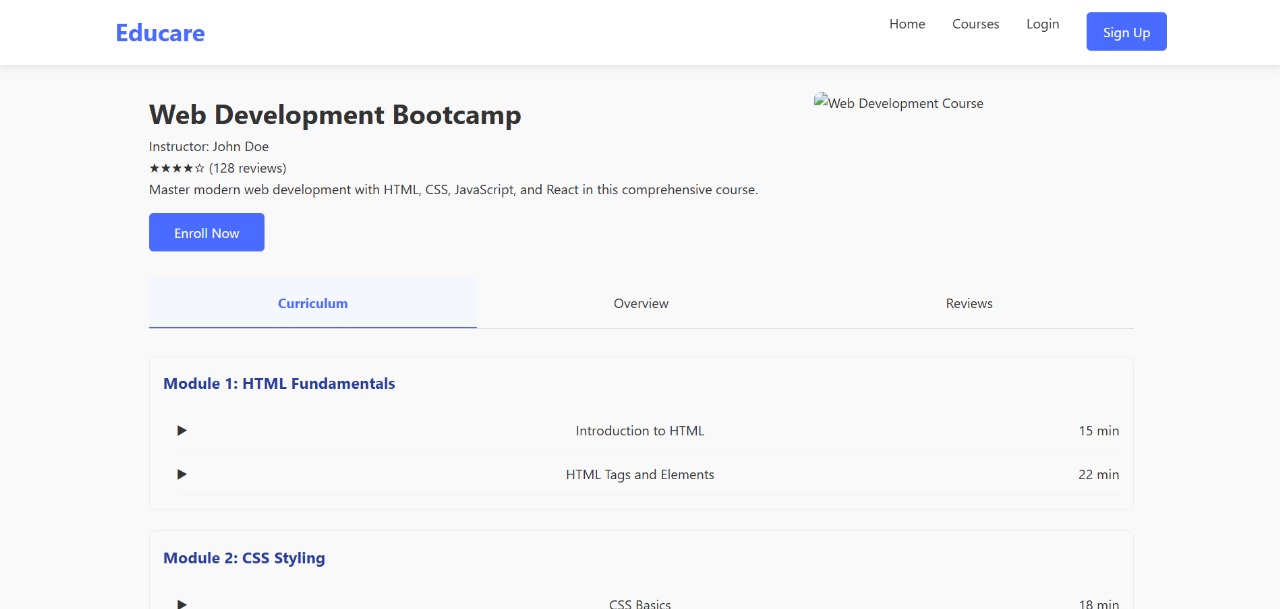 Educare
Home Courses Login Sign Up
Web Development Bootcamp
Web Development Course
Instructor: John Doe
★★★★☆ (128 reviews)
Master modern web development with HTML, CSS, JavaScript, and React in this comprehensive course.
Enroll Now
Curriculum Overview Reviews
Module 1: HTML Fundamentals
▶ Introduction to HTML 15 min
▶ HTML Tags and Elements 22 min
Module 2: CSS Styling
▶ CSS Basics 18 min